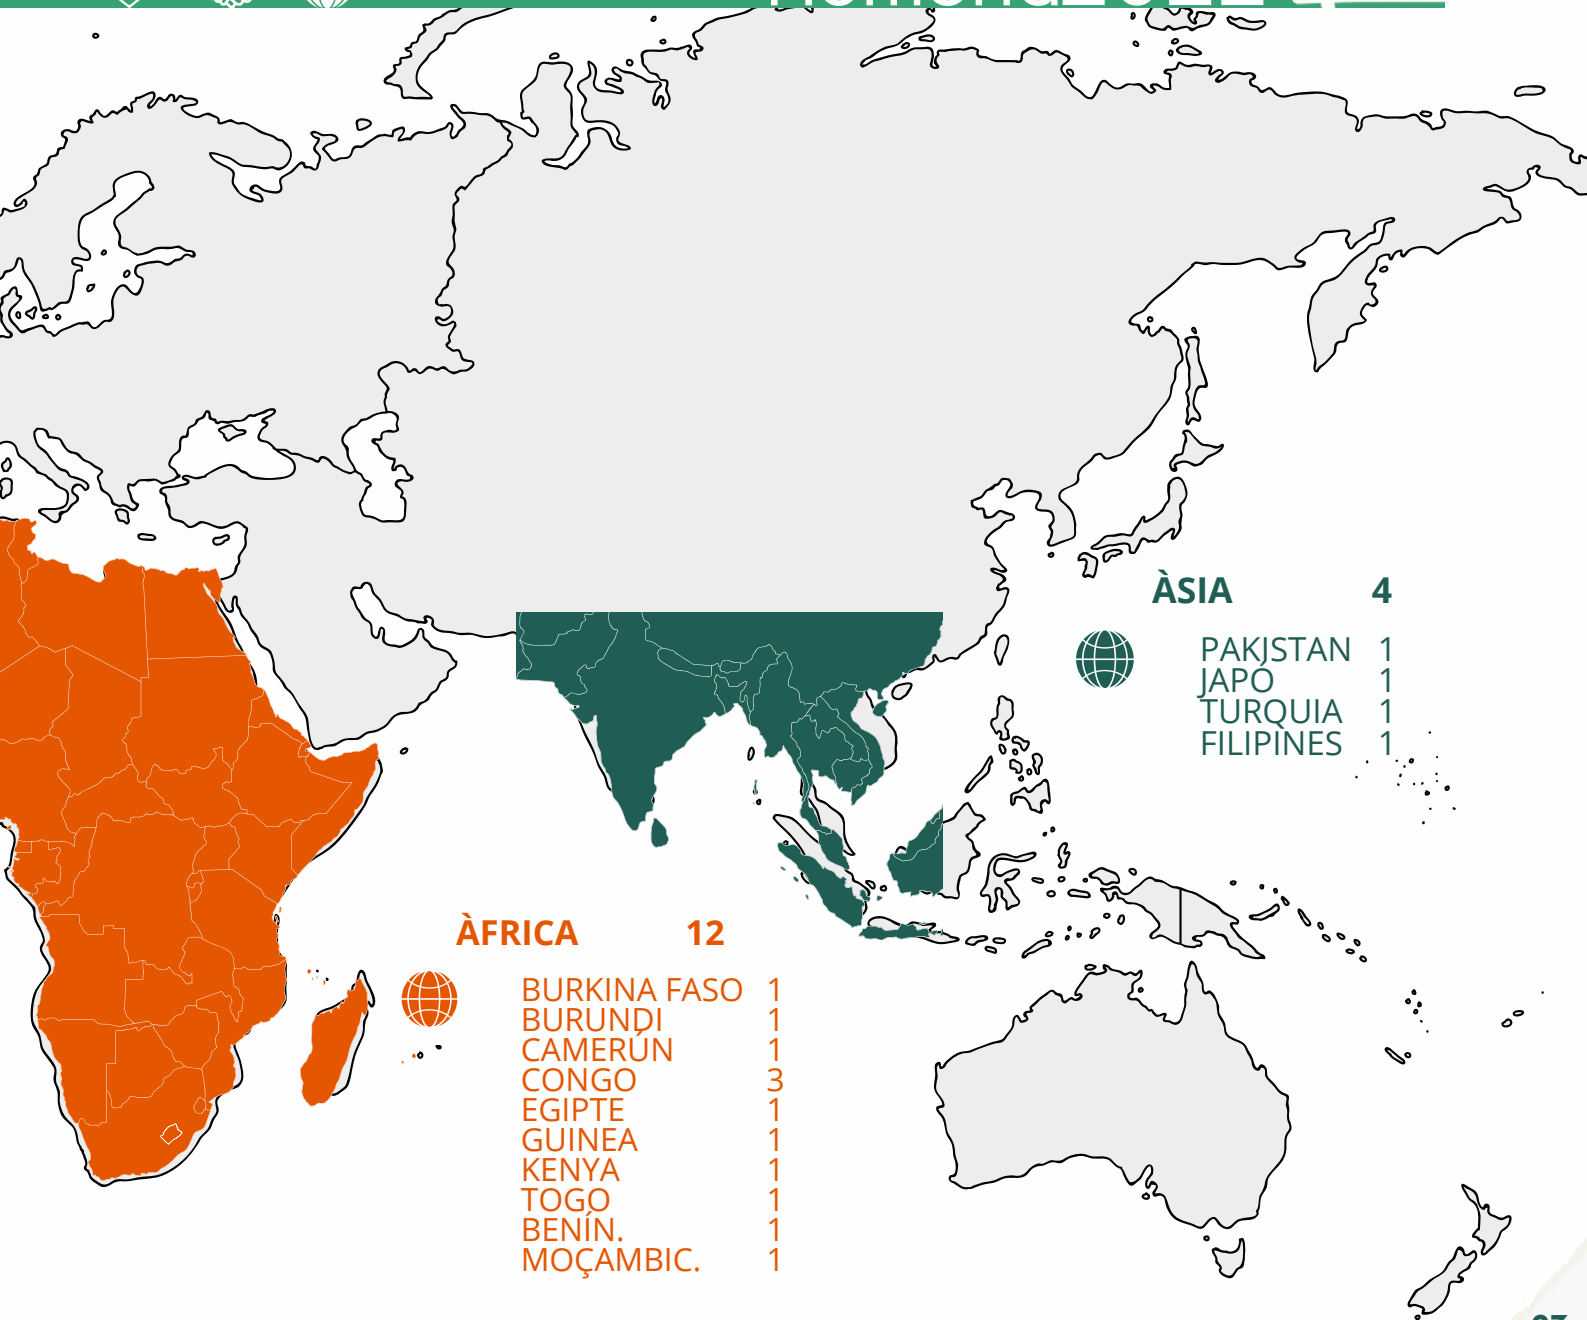 ÀSIA 4
PAKISTAN 1
JAPÓ 1
TURQUIA 1
FILIPINES 1
ÀFRICA 12
BURKINA FASO 1
BURUNDI 1
CAMERÚN 1
CONGO 3
EGIPTE 1
GUINEA 1
KENYA 1
TOGO 1
BENÍN. 1
MOÇAMBIC. 1